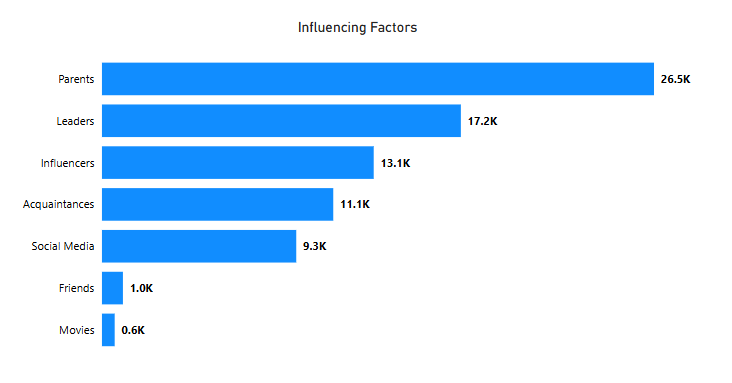 Influencing Factors
Parents 26.5K
Leaders 17.2K
Influencers 13.1K
Acquaintances 11.1K
Social Media 9.3K
Friends 1.0K
Movies 0.6K